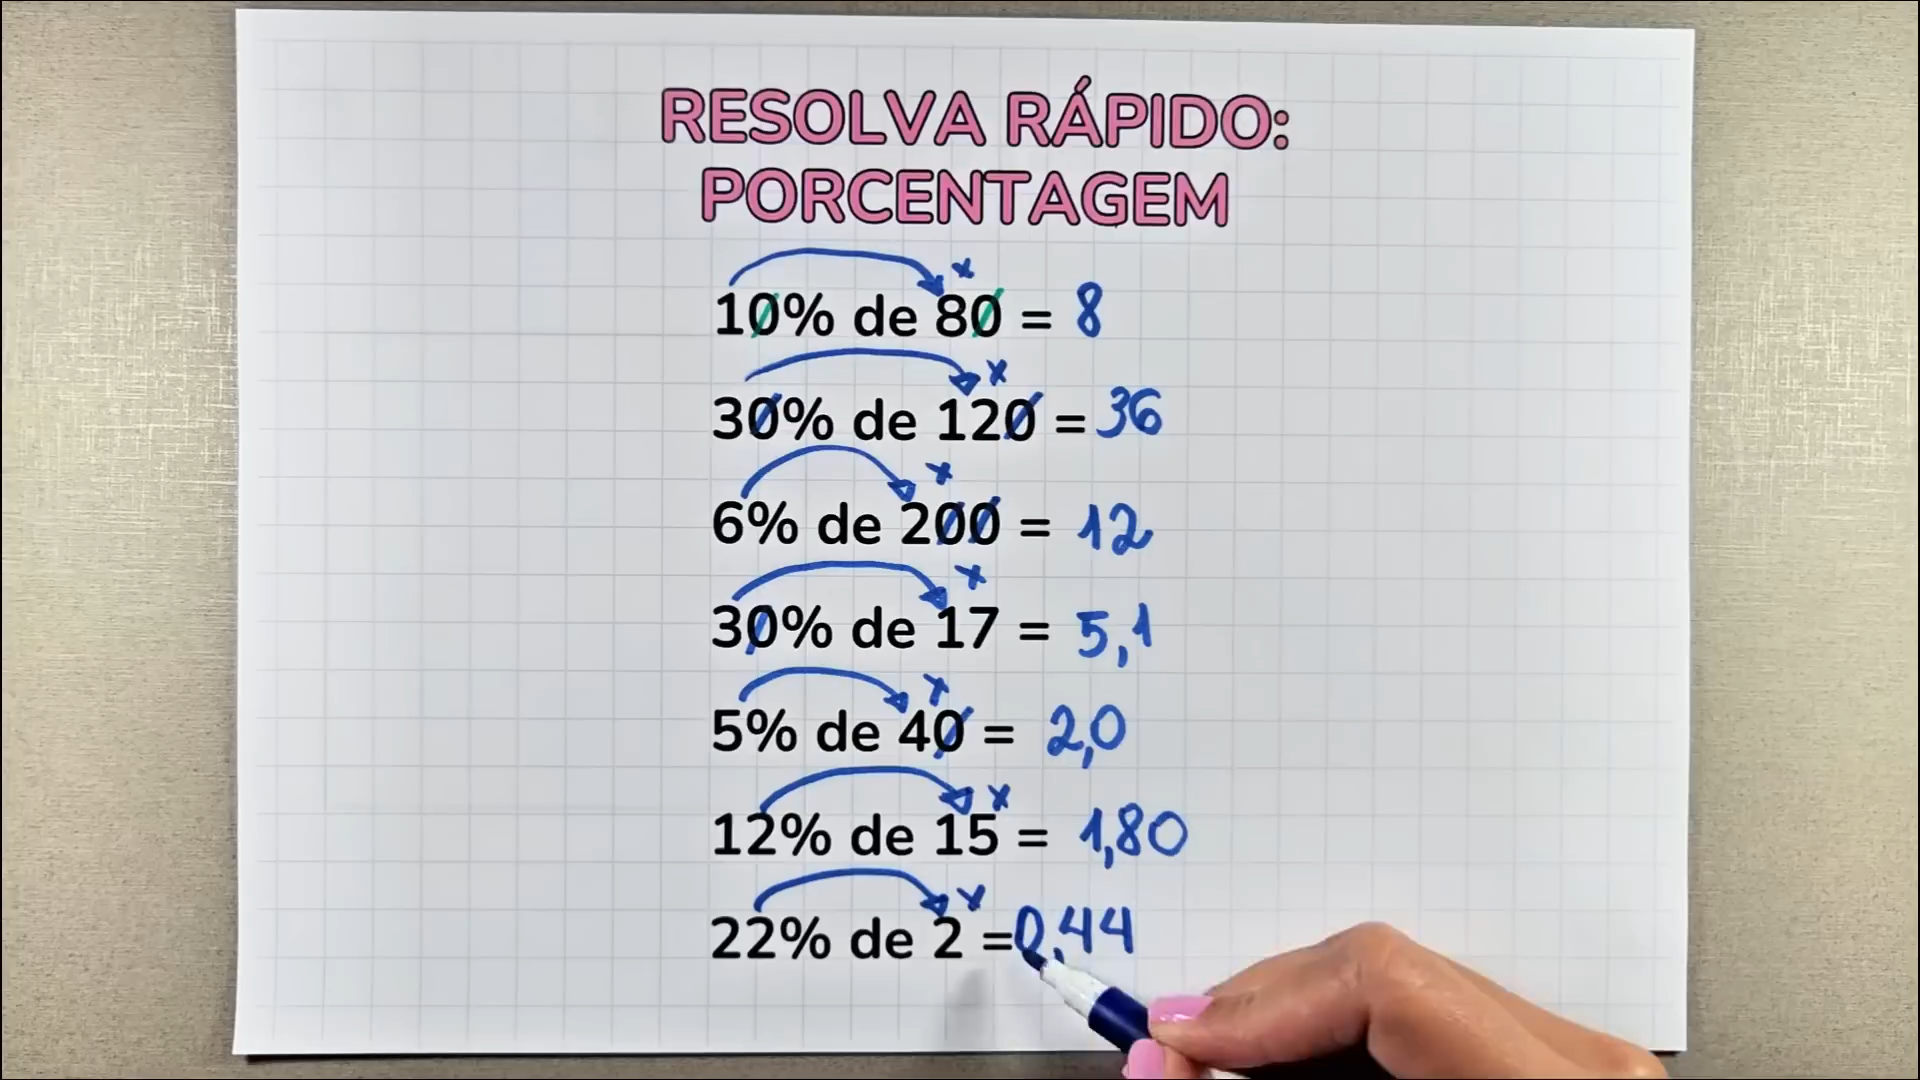 RESOLVA RÁPIDO:
PORCENTAGEM
x
10% de 80 = 8
x
30% de 120 = 36
x
6% de 200 = 12
x
30% de 17 = 5,1
x
5% de 40 = 2,0
x
12% de 15 = 1,80
x
22% de 2 = 0,44